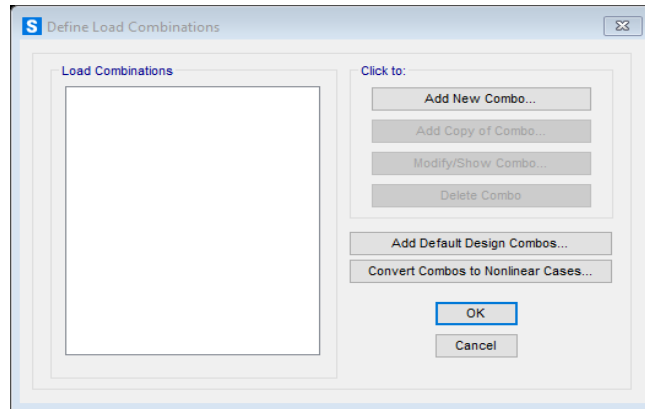 S Define Load Combinations
Load Combinations
Click to:
Add New Combo...
Add Copy of Combo...
Modify/Show Combo...
Delete Combo
Add Default Design Combos...
Convert Combos to Nonlinear Cases...
OK
Cancel